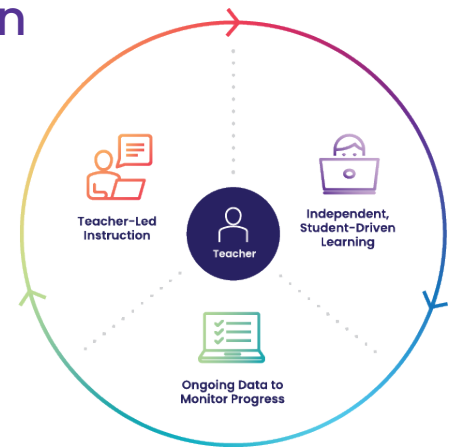 n
Teacher-Led
Instruction
Independent,
Student-Driven
Learning
Teacher
Ongoing Data to
Monitor Progress